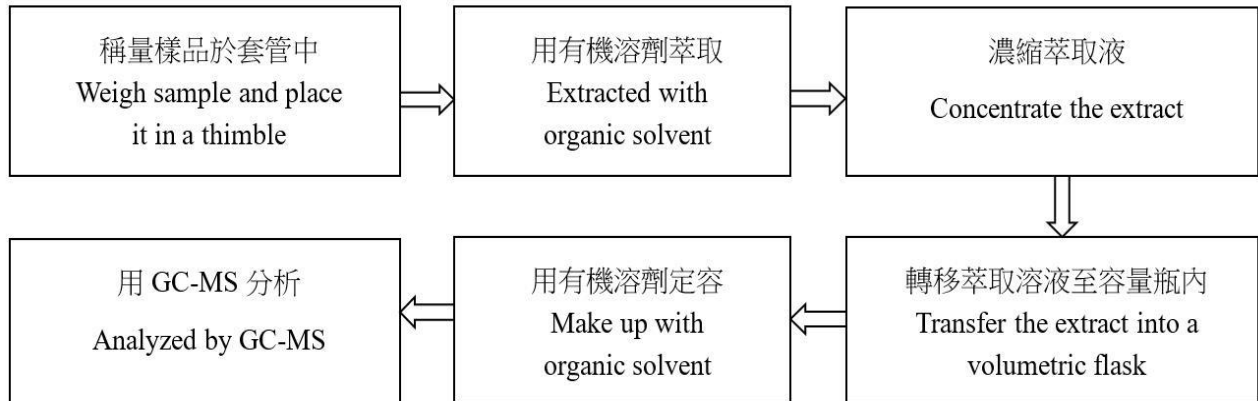 稱量樣品於套管中
Weigh sample and place
it in a thimble
用有機溶劑萃取
Extracted with
organic solvent
濃縮萃取液
Concentrate the extract
轉移萃取溶液至容量瓶內
Transfer the extract into a
volumetric flask
用有機溶劑定容
Make up with
organic solvent
用 GC-MS 分析
Analyzed by GC-MS